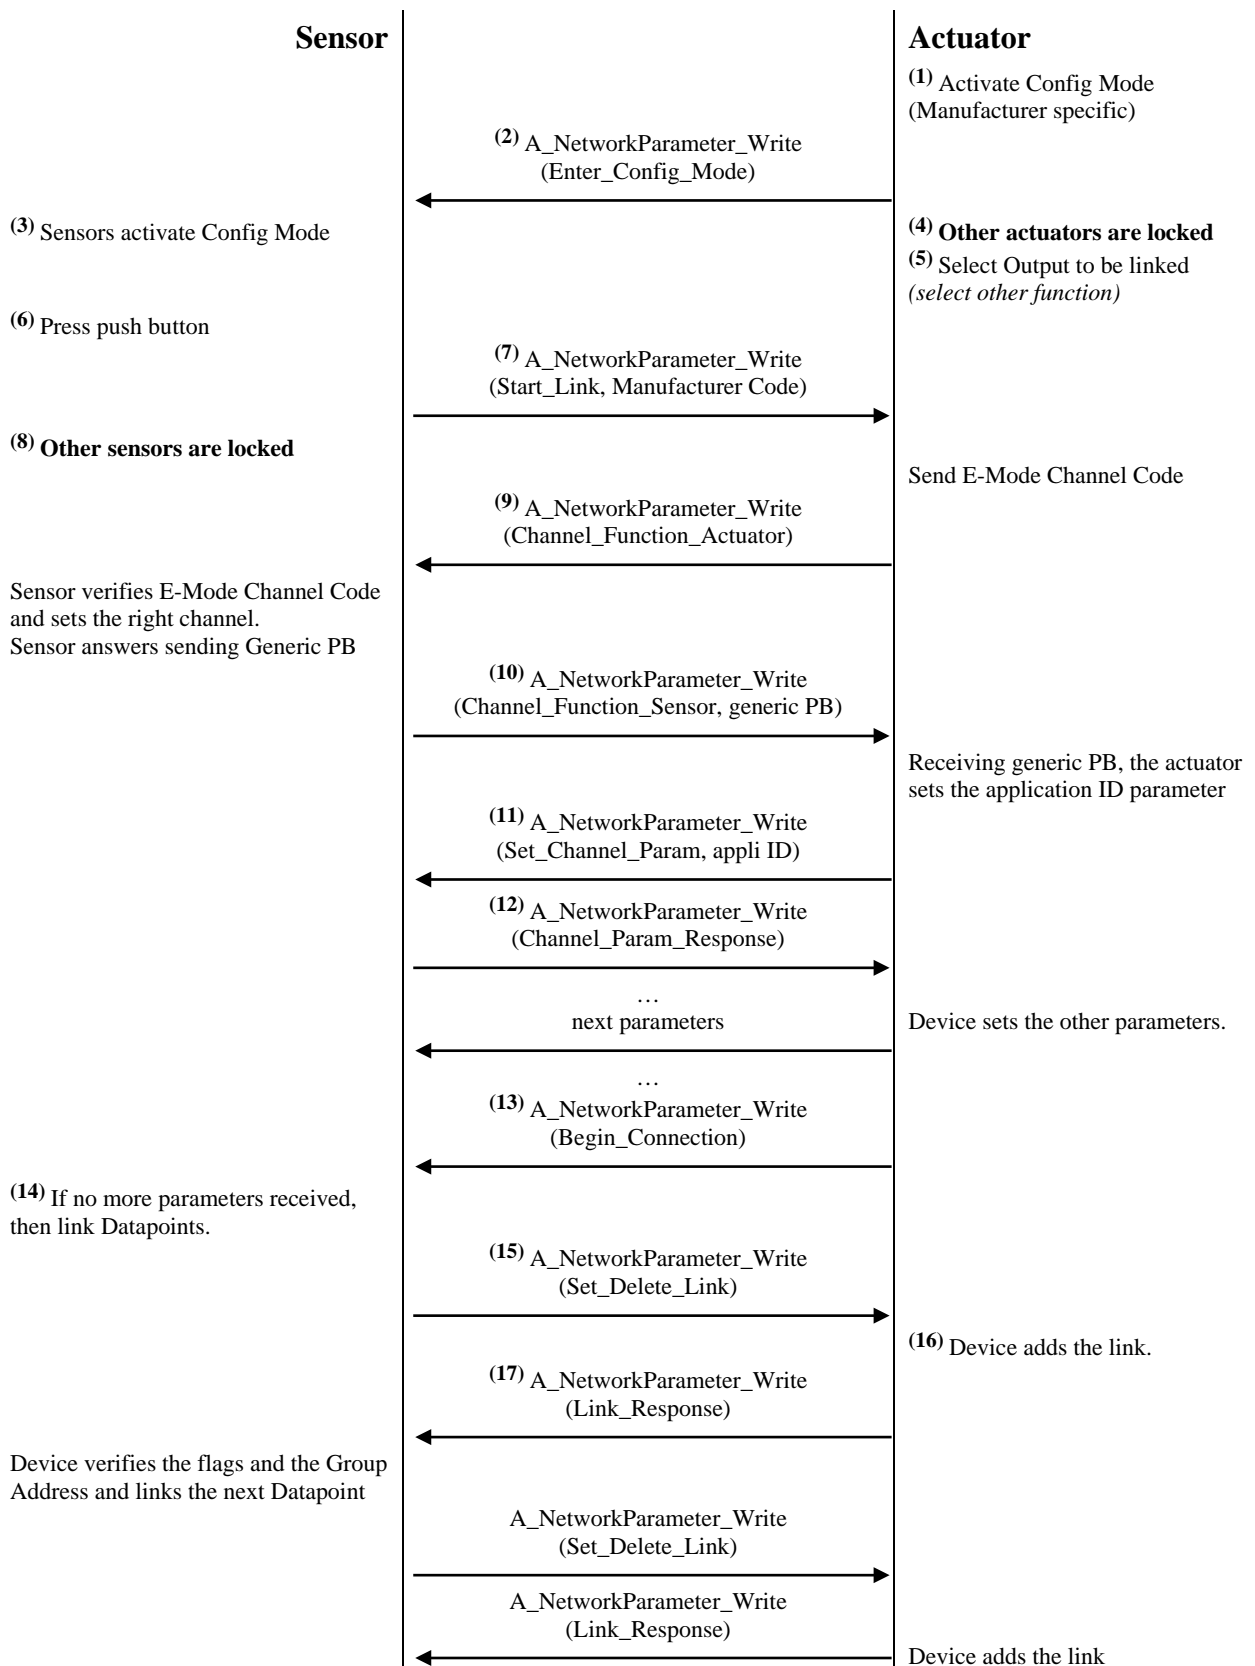 Sensor
Actuator
(1) Activate Config Mode
(Manufacturer specific)
(2) A_NetworkParameter_Write
(Enter_Config_Mode)
(3) Sensors activate Config Mode
(4) Other actuators are locked
(5) Select Output to be linked
(select other function)
(6) Press push button
(7) A_NetworkParameter_Write
(Start_Link, Manufacturer Code)
(8) Other sensors are locked
Send E-Mode Channel Code
(9) A_NetworkParameter_Write
(Channel_Function_Actuator)
Sensor verifies E-Mode Channel Code
and sets the right channel.
Sensor answers sending Generic PB
(10) A_NetworkParameter_Write
(Channel_Function_Sensor, generic PB)
Receiving generic PB, the actuator
sets the application ID parameter
(11) A_NetworkParameter_Write
(Set_Channel_Param, appli ID)
(12) A_NetworkParameter_Write
(Channel_Param_Response)
…
next parameters
Device sets the other parameters.
…
(13) A_NetworkParameter_Write
(Begin_Connection)
(14) If no more parameters received,
then link Datapoints.
(15) A_NetworkParameter_Write
(Set_Delete_Link)
(16) Device adds the link.
(17) A_NetworkParameter_Write
(Link_Response)
Device verifies the flags and the Group
Address and links the next Datapoint
A_NetworkParameter_Write
(Set_Delete_Link)
A_NetworkParameter_Write
(Link_Response)
Device adds the link